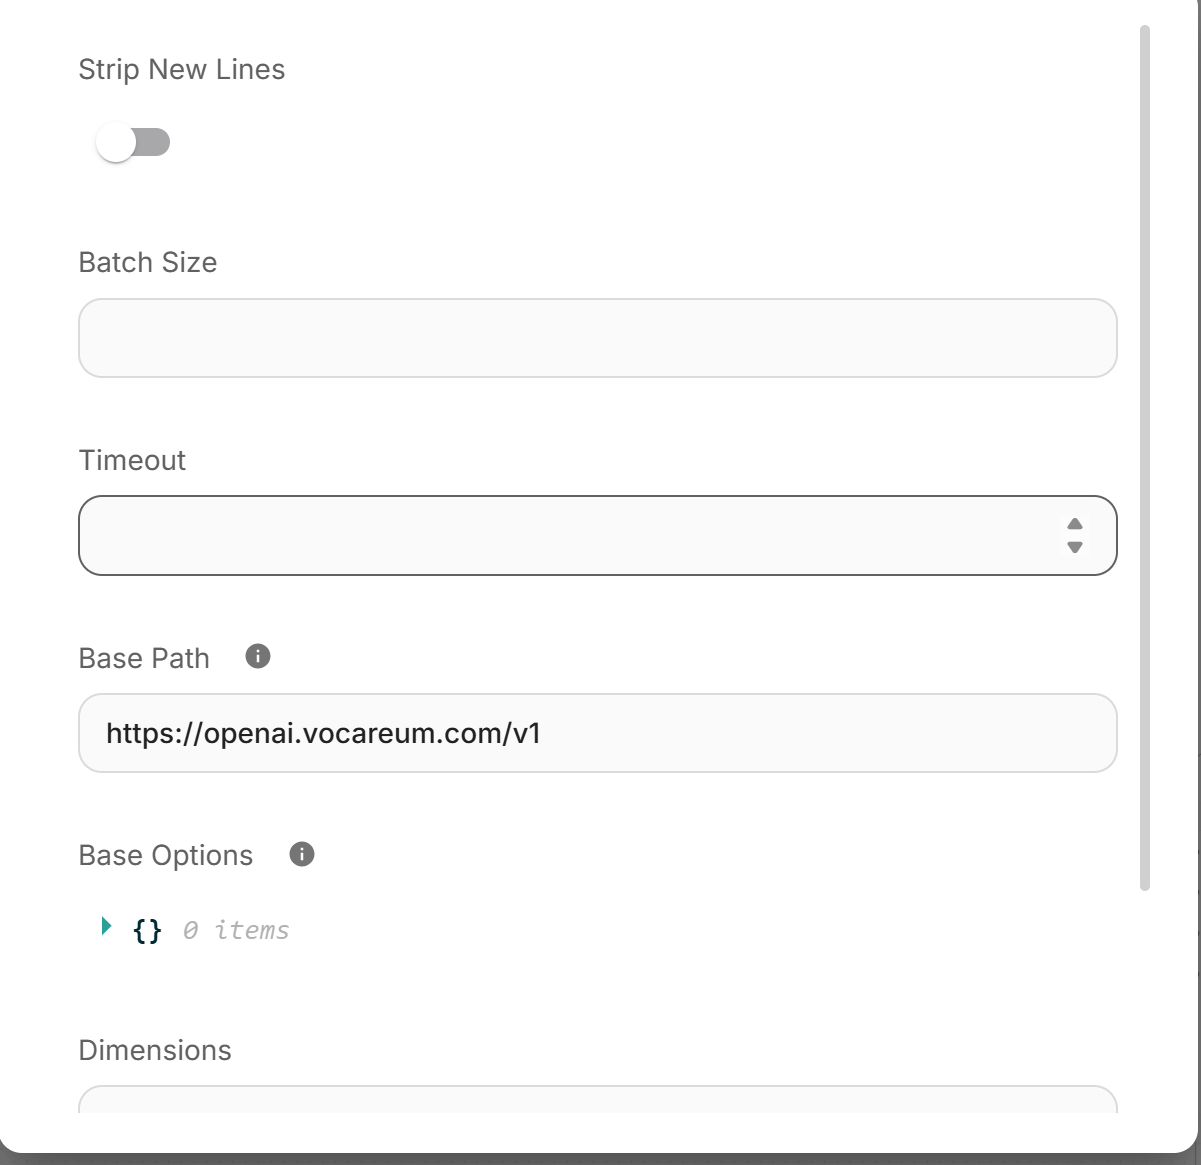 Strip New Lines
Batch Size
Timeout
Base Path
https://openai.vocareum.com/v1
Base Options
{} 0 items
Dimensions